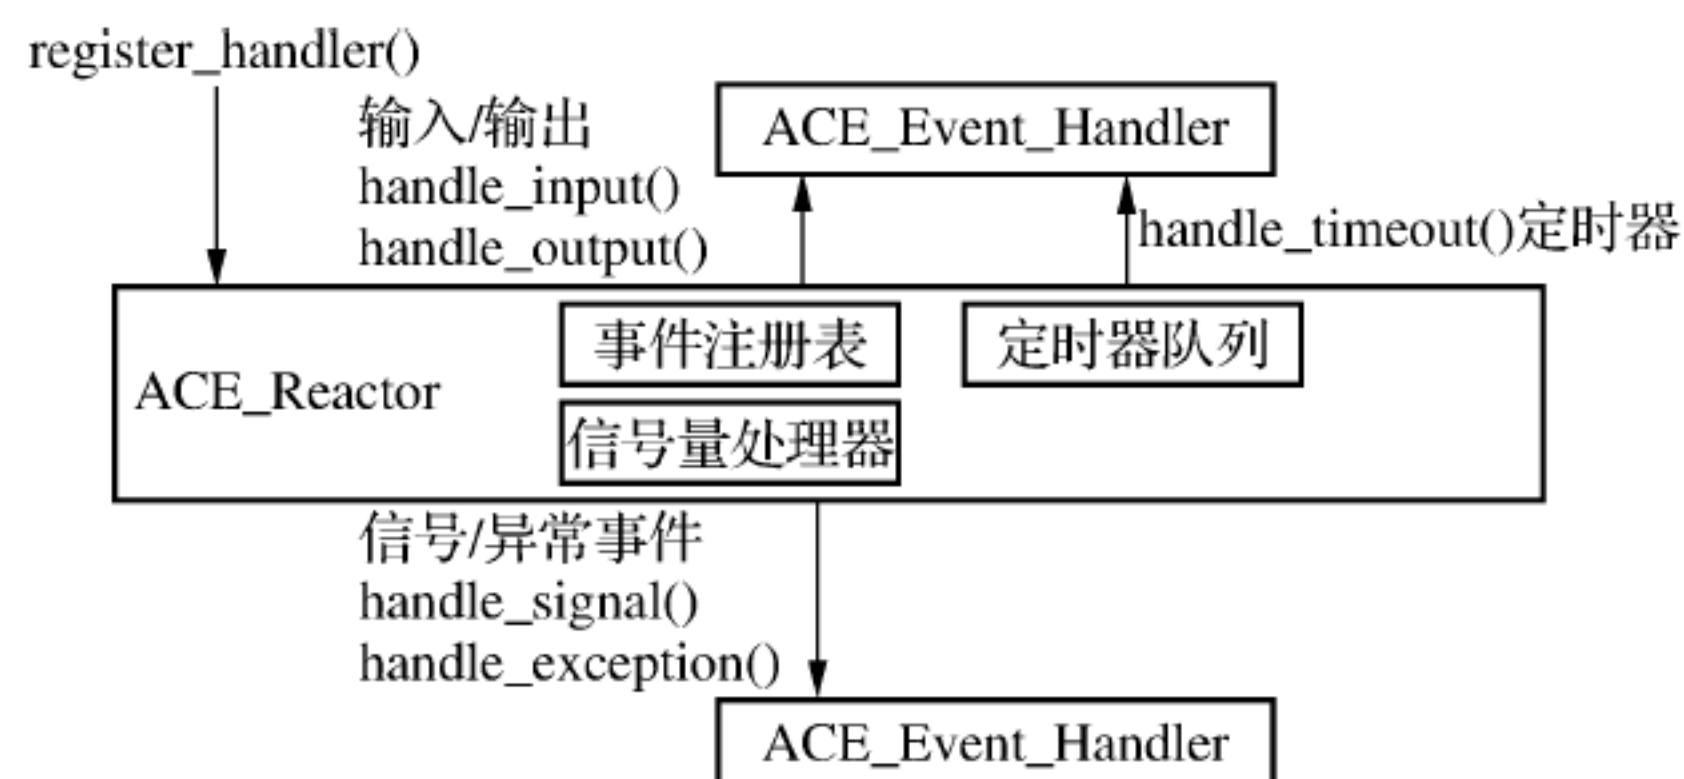 register_handler()
输入/输出
handle_input()
handle_output()
ACE_Event_Handler
handle_timeout()定时器
ACE_Reactor
事件注册表
定时器队列
信号量处理器
信号/异常事件
handle_signal()
handle_exception()
ACE_Event_Handler